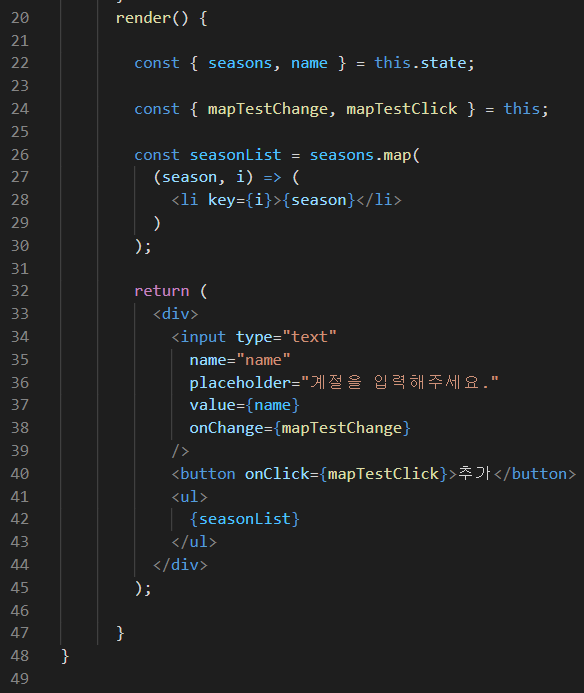 20 render() {
21
22 const { seasons, name } = this.state;
23
24 const { mapTestChange, mapTestClick } = this;
25
26 const seasonList = seasons.map(
27 (season, i) => (
28 <li key={i}>{season}</li>
29 )
30 );
31
32 return (
33 <div>
34 <input type="text"
35 name="name"
36 placeholder="계절을 입력해주세요."
37 value={name}
38 onChange={mapTestChange}
39 />
40 <button onClick={mapTestClick}>추가</button>
41 <ul>
42 {seasonList}
43 </ul>
44 </div>
45 );
46
47 }
48 }
49